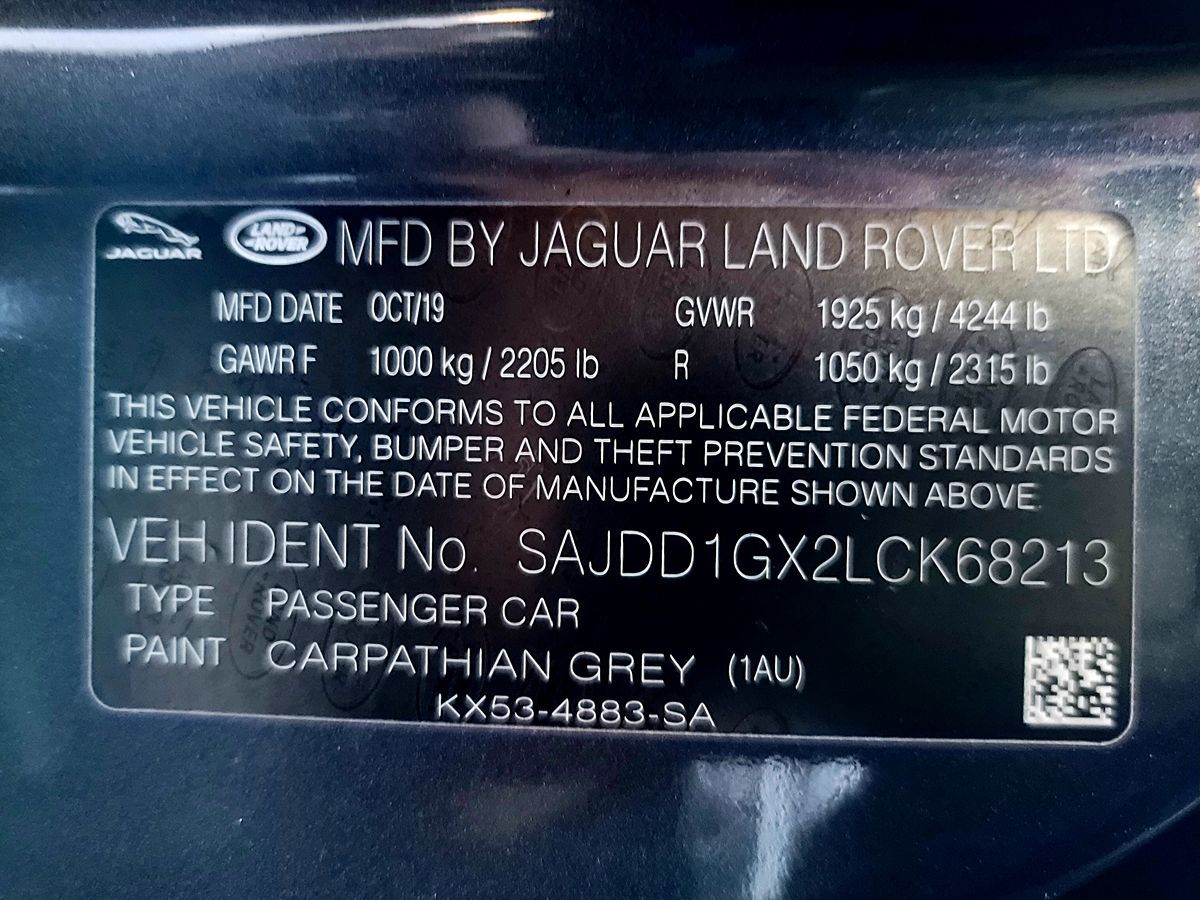 JAGUAR LAND ROVER MFD BY JAGUAR LAND ROVER LTD
MFD DATE OCT/19 GVWR 1925 kg / 4244 lb
GAWR F 1000 kg / 2205 lb R 1050 kg / 2315 lb
THIS VEHICLE CONFORMS TO ALL APPLICABLE FEDERAL MOTOR
VEHICLE SAFETY, BUMPER AND THEFT PREVENTION STANDARDS
IN EFFECT ON THE DATE OF MANUFACTURE SHOWN ABOVE
VEH IDENT No. SAJDD1GX2LCK68213
TYPE PASSENGER CAR
PAINT CARPATHIAN GREY (1AU)
KX53-4883-SA